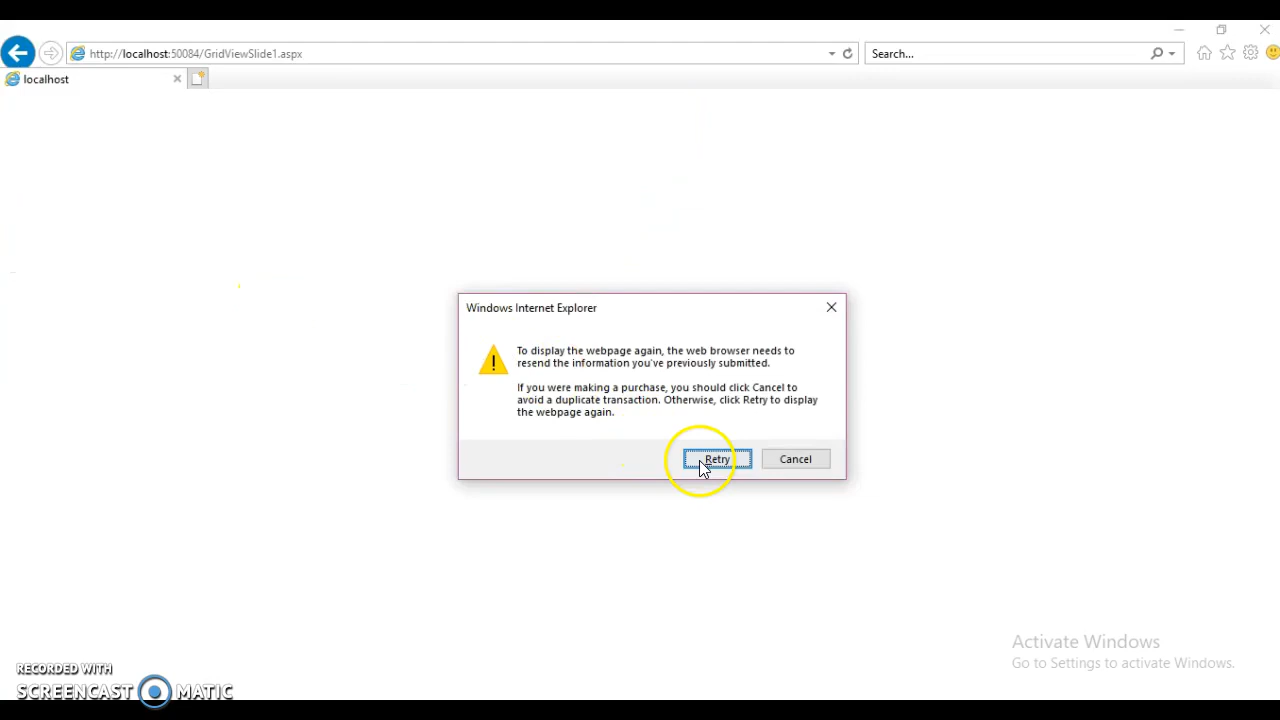 http://localhost:50084/GridViewSlide1.aspx
Search...
localhost
Windows Internet Explorer
To display the webpage again, the web browser needs to
resend the information you've previously submitted.
If you were making a purchase, you should click Cancel to
avoid a duplicate transaction. Otherwise, click Retry to display
the webpage again.
Retry
Cancel
Activate Windows
Go to Settings to activate Windows.
RECORDED WITH
SCREENCAST MATIC